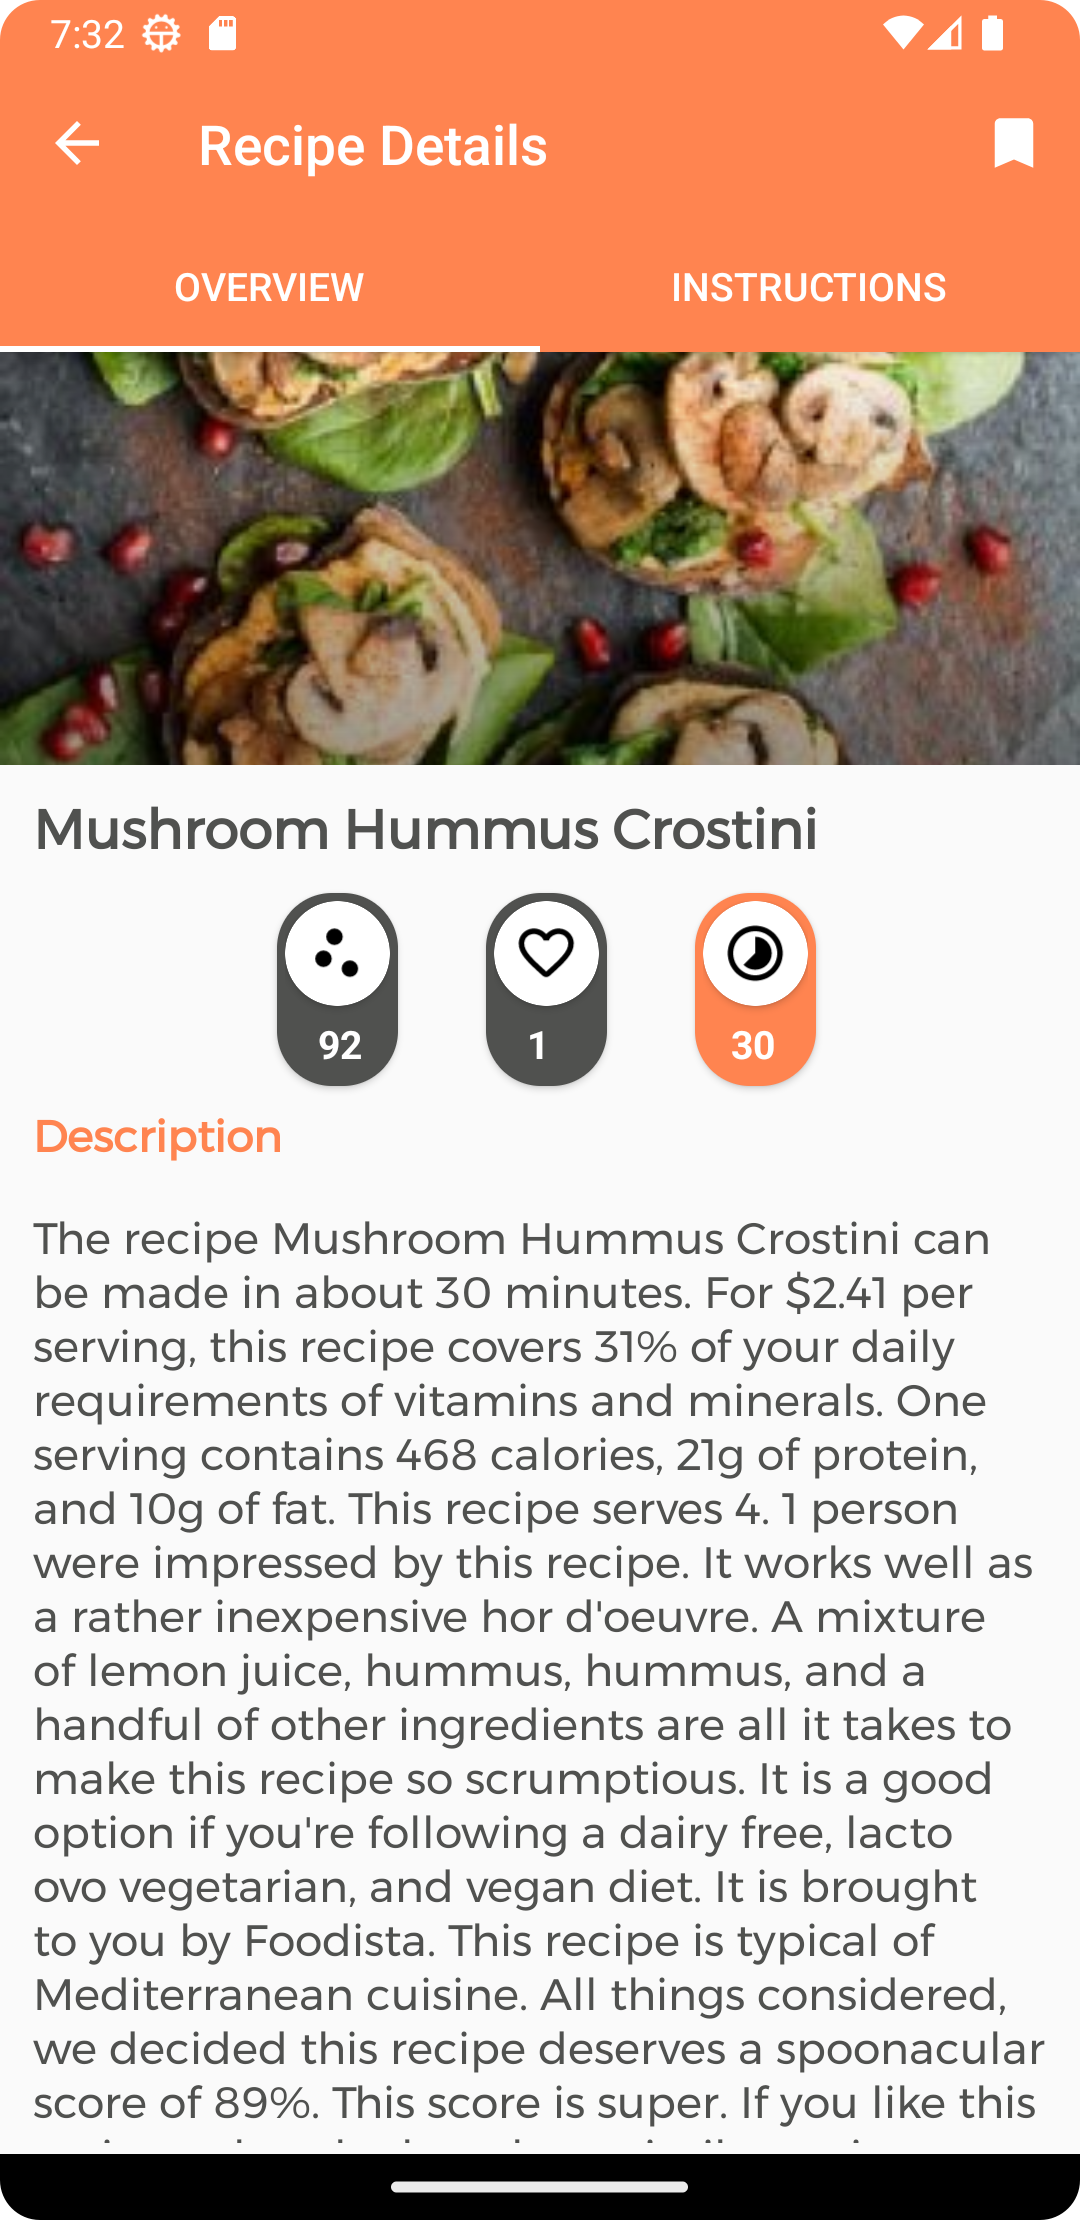 7:32
Recipe Details
OVERVIEW INSTRUCTIONS
Mushroom Hummus Crostini
92 1 30
Description
The recipe Mushroom Hummus Crostini can
be made in about 30 minutes. For $2.41 per
serving, this recipe covers 31% of your daily
requirements of vitamins and minerals. One
serving contains 468 calories, 21g of protein,
and 10g of fat. This recipe serves 4. 1 person
were impressed by this recipe. It works well as
a rather inexpensive hor d'oeuvre. A mixture
of lemon juice, hummus, hummus, and a
handful of other ingredients are all it takes to
make this recipe so scrumptious. It is a good
option if you're following a dairy free, lacto
ovo vegetarian, and vegan diet. It is brought
to you by Foodista. This recipe is typical of
Mediterranean cuisine. All things considered,
we decided this recipe deserves a spoonacular
score of 89%. This score is super. If you like this